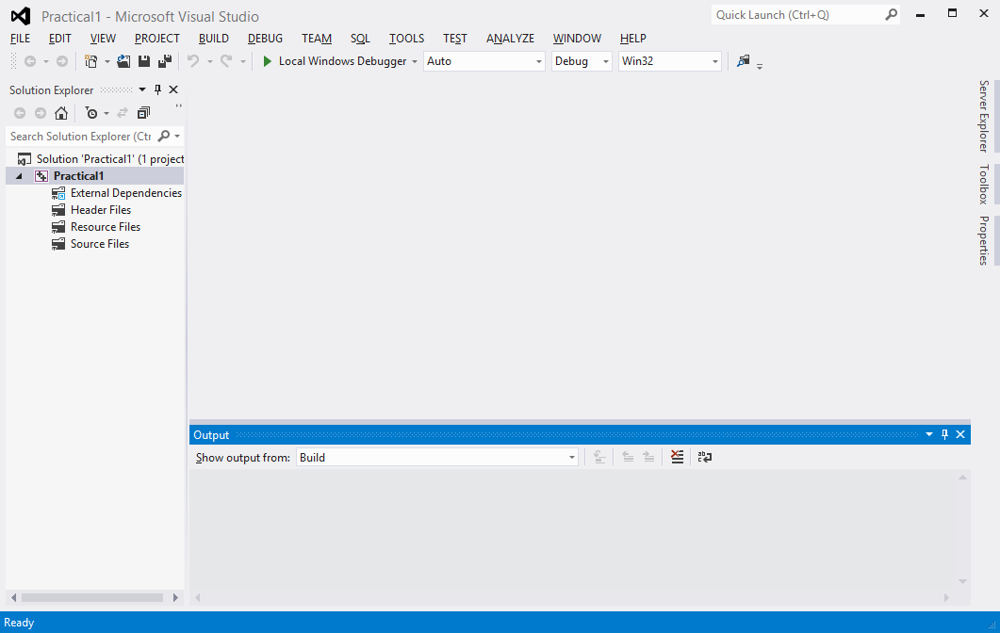 Practical1 - Microsoft Visual Studio
Quick Launch (Ctrl+Q)
FILE EDIT VIEW PROJECT BUILD DEBUG TEAM SQL TOOLS TEST ANALYZE WINDOW HELP
Local Windows Debugger Auto Debug Win32
Solution Explorer
Search Solution Explorer (Ctr
Solution 'Practical1' (1 project
Practical1
External Dependencies
Header Files
Resource Files
Source Files
Server Explorer
Toolbox
Properties
Output
Show output from: Build
Ready